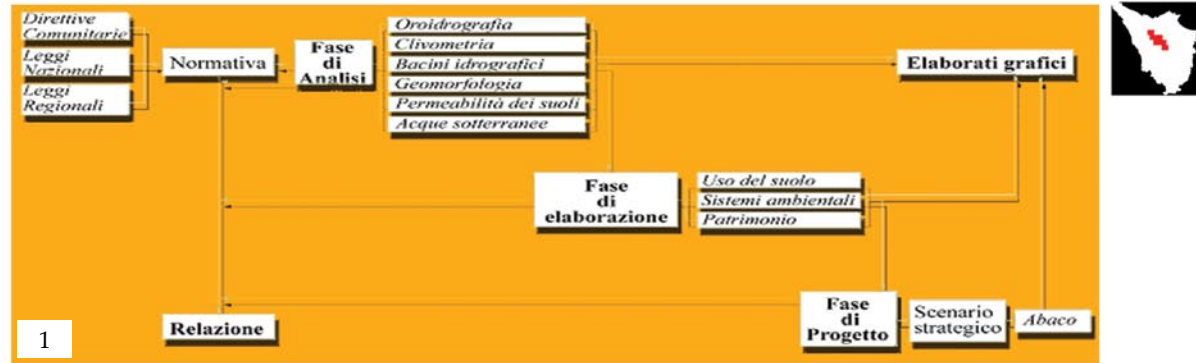 Direttive
Comunitarie
Leggi
Nazionali
Leggi
Regionali
Normativa
Fase
di
Analisi
Oroidrografia
Clivometria
Bacini idrografici
Geomorfologia
Permeabilità dei suoli
Acque sotterranee
Elaborati grafici
Fase
di
elaborazione
Uso del suolo
Sistemi ambientali
Patrimonio
Relazione
Fase
di
Progetto
Scenario
strategico
Abaco
1